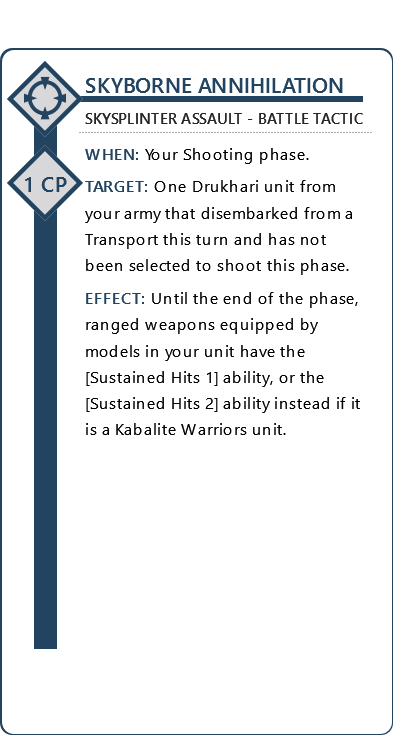 SKYBORNE ANNIHILATION
SKYSPLINTER ASSAULT - BATTLE TACTIC
WHEN: Your Shooting phase.
1 CP
TARGET: One Drukhari unit from
your army that disembarked from a
Transport this turn and has not
been selected to shoot this phase.
EFFECT: Until the end of the phase,
ranged weapons equipped by
models in your unit have the
[Sustained Hits 1] ability, or the
[Sustained Hits 2] ability instead if it
is a Kabalite Warriors unit.